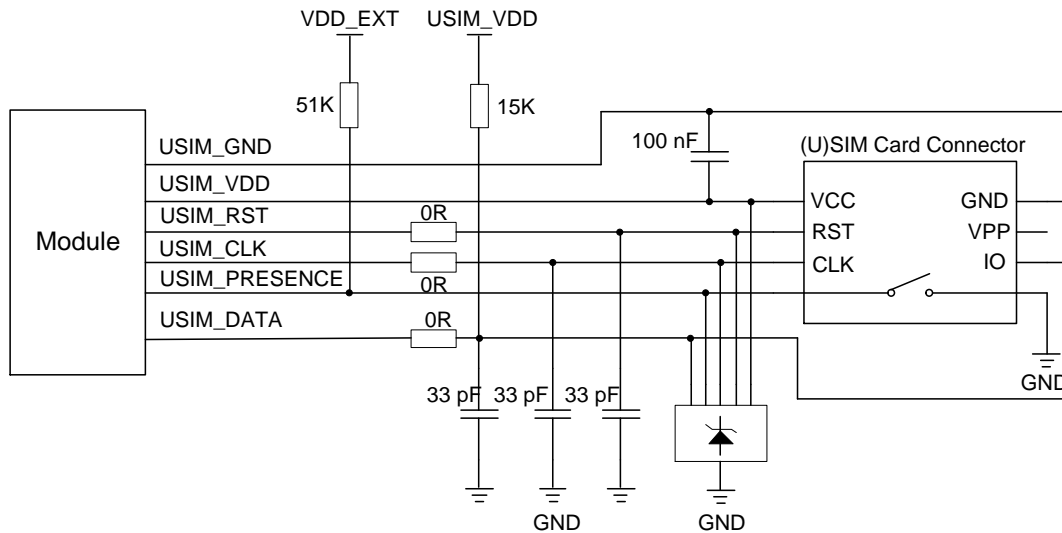 VDD_EXT USIM_VDD
51K 15K
100 nF (U)SIM Card Connector
USIM_GND
USIM_VDD
VCC GND
USIM_RST 0R
RST VPP
Module
USIM_CLK
CLK IO
USIM_PRESENCE 0R
USIM_DATA 0R
GND
33 pF 33 pF 33 pF
GND GND